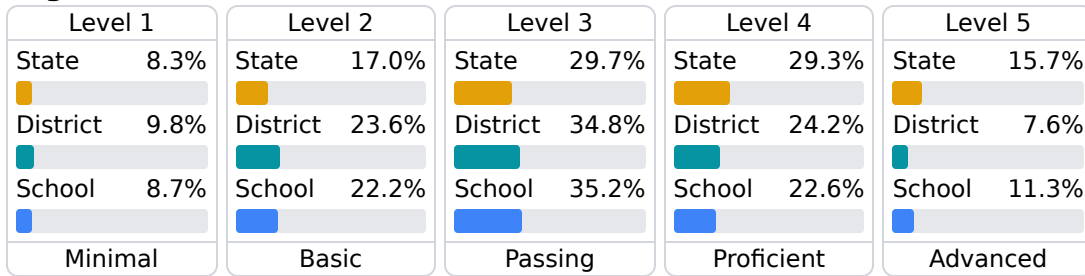 Level 1
State 8.3%
District 9.8%
School 8.7%
Minimal
Level 2
State 17.0%
District 23.6%
School 22.2%
Basic
Level 3
State 29.7%
District 34.8%
School 35.2%
Passing
Level 4
State 29.3%
District 24.2%
School 22.6%
Proficient
Level 5
State 15.7%
District 7.6%
School 11.3%
Advanced